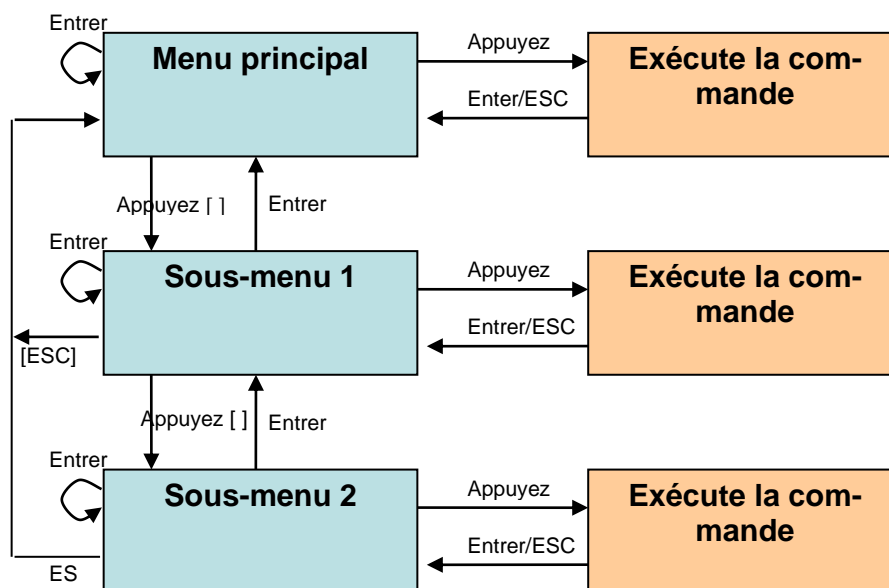 Entrer
Menu principal
Appuyez
Enter/ESC
Exécute la com-
mande
Appuyez [ ]
Entrer
Entrer
Sous-menu 1
Appuyez
Entrer/ESC
Exécute la com-
mande
[ESC]
Appuyez [ ]
Entrer
Entrer
Sous-menu 2
Appuyez
Entrer/ESC
Exécute la com-
mande
ES